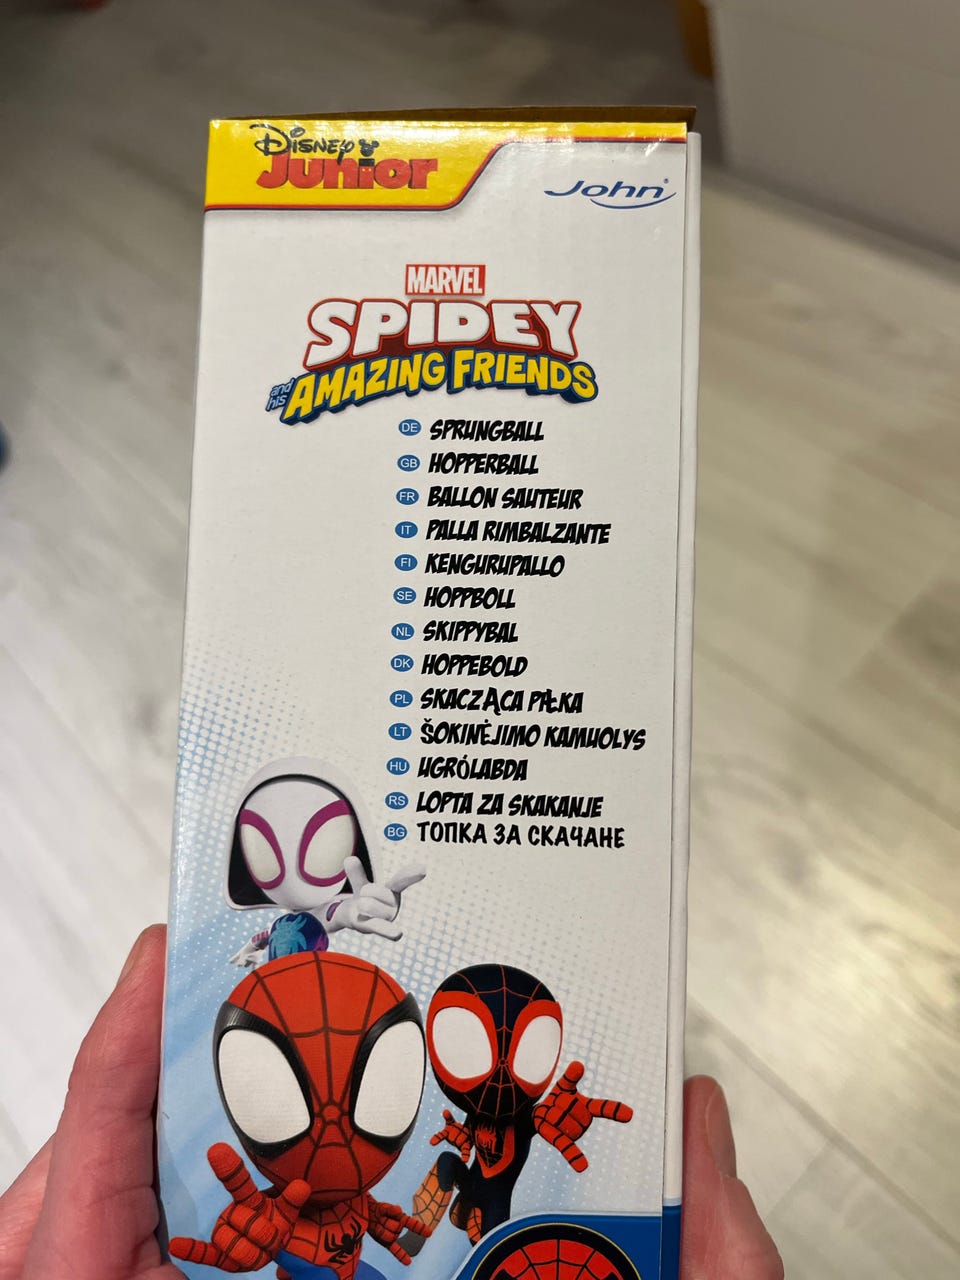 Disney
Junior
John®
MARVEL
SPIDEY
and his AMAZING FRIENDS
DE SPRUNGBALL
GB HOPPERBALL
FR BALLON SAUTEUR
IT PALLA RIMBALZANTE
FI KENGURUPALLO
SE HOPPBOLL
NL SKIPPYBAL
DK HOPPEBOLD
PL SKACZĄCA PIŁKA
LT ŠOKINĖJIMO KAMUOLYS
HU UGRÓLABDA
RS LOPTA ZA SKAKANJE
BG ТОПКА ЗА СКАЧАНЕ